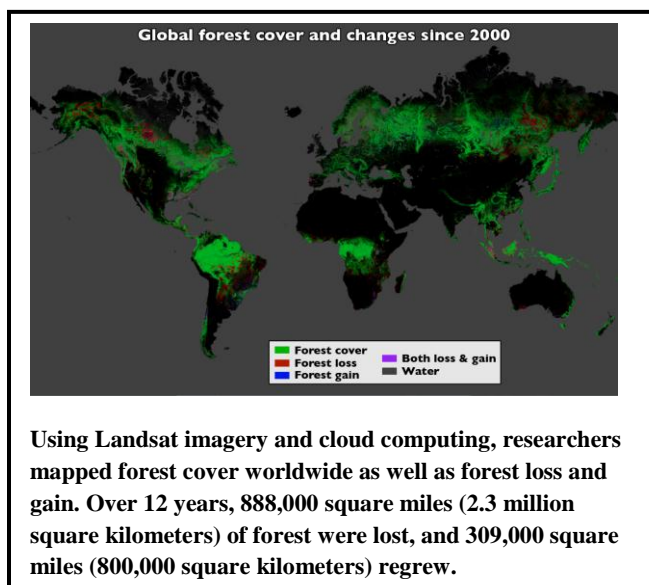 Global forest cover and changes since 2000
Forest cover
Forest loss
Forest gain
Both loss & gain
Water
Using Landsat imagery and cloud computing, researchers
mapped forest cover worldwide as well as forest loss and
gain. Over 12 years, 888,000 square miles (2.3 million
square kilometers) of forest were lost, and 309,000 square
miles (800,000 square kilometers) regrew.